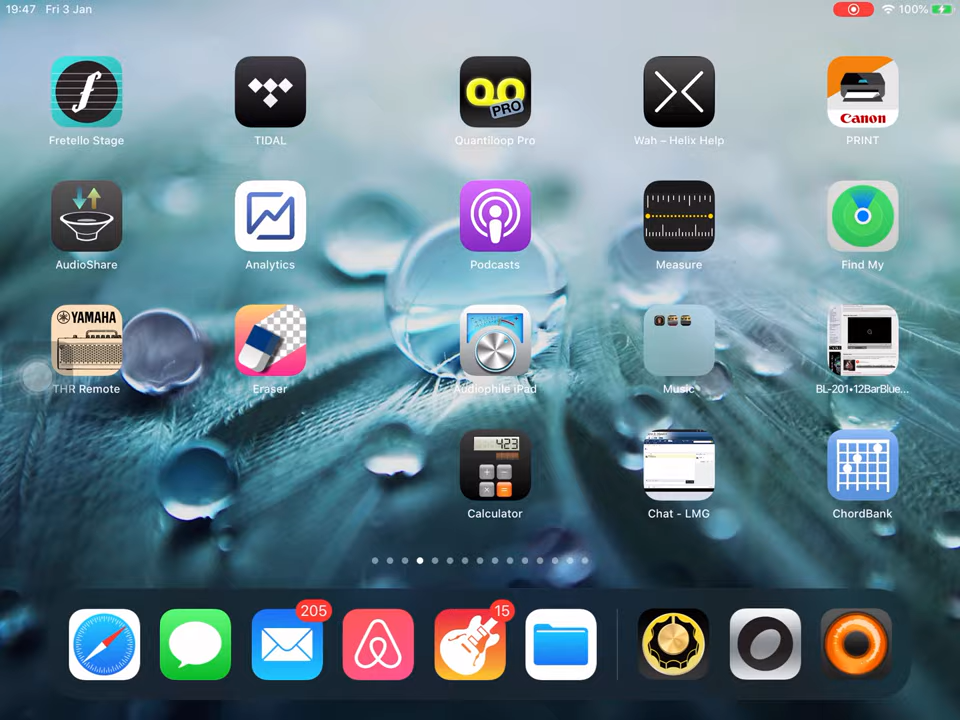 19:47 Fri 3 Jan
100%
PRO
Canon
Fretello Stage
TIDAL
Quantiloop Pro
Wah – Helix Help
PRINT
AudioShare
Analytics
Podcasts
Measure
Find My
YAMAHA
THR Remote
Eraser
Audiophile iPad
Music
BL-201•12BarBlue...
423
Calculator
Chat - LMG
ChordBank
205
15